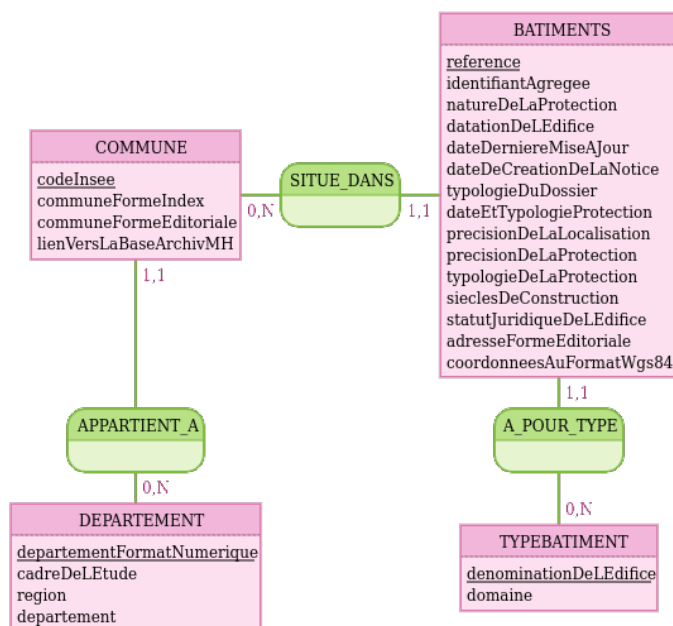 BATIMENTS
reference
identifiantAgregee
natureDeLaProtection
datationDeLEdifice
dateDerniereMiseAJour
dateDeCreationDeLaNotice
typologieDuDossier
dateEtTypologieProtection
precisionDeLaLocalisation
precisionDeLaProtection
typologieDeLaProtection
sieclesDeConstruction
statutJuridiqueDeLEdifice
adresseFormeEditoriale
coordonneesAuFormatWgs84
COMMUNE
codeInsee
communeFormeIndex
communeFormeEditoriale
lienVersLaBaseArchivMH
SITUE_DANS
0,N
1,1
1,1
1,1
APPARTIENT_A
A_POUR_TYPE
0,N
0,N
DEPARTEMENT
departementFormatNumerique
cadreDeLEtude
region
departement
TYPEBATIMENT
denominationDeLEdifice
domaine